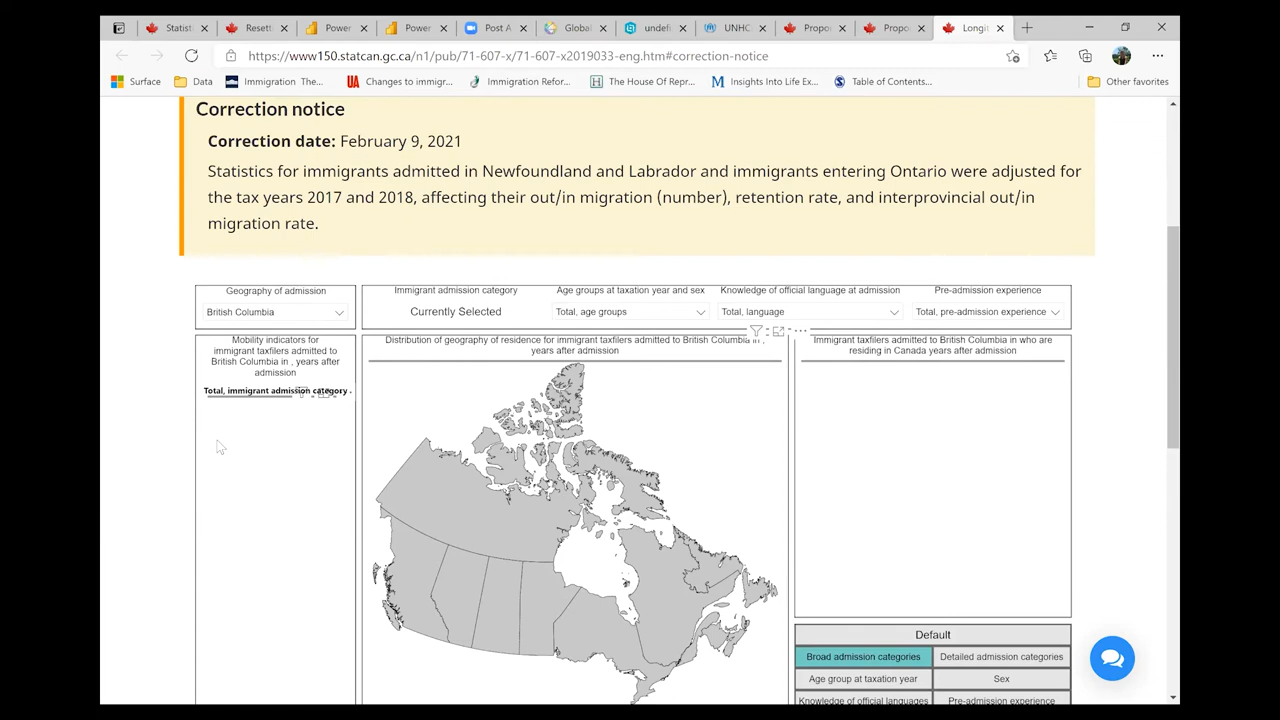 Statist
Resetti
Power
Power
Post A
Global
undefi
UNHC
Propo
Propo
Longit
https://www150.statcan.gc.ca/n1/pub/71-607-x/71-607-x2019033-eng.htm#correction-notice
Surface
Data
Immigration The...
UA Changes to immigr...
Immigration Refor...
H The House Of Repr...
M Insights Into Life Ex...
Table of Contents...
Other favorites
Correction notice
Correction date: February 9, 2021
Statistics for immigrants admitted in Newfoundland and Labrador and immigrants entering Ontario were adjusted for
the tax years 2017 and 2018, affecting their out/in migration (number), retention rate, and interprovincial out/in
migration rate.
Geography of admission
British Columbia
Immigrant admission category
Currently Selected
Age groups at taxation year and sex
Total, age groups
Knowledge of official language at admission
Total, language
Pre-admission experience
Total, pre-admission experience
Mobility indicators for
immigrant taxfilers admitted to
British Columbia in , years after
admission
Total, immigrant admission category
Distribution of geography of residence for immigrant taxfilers admitted to British Columbia in ,
years after admission
Immigrant taxfilers admitted to British Columbia in who are
residing in Canada years after admission
Default
Broad admission categories
Detailed admission categories
Age group at taxation year
Sex
Knowledge of official languages
Pre-admission experience